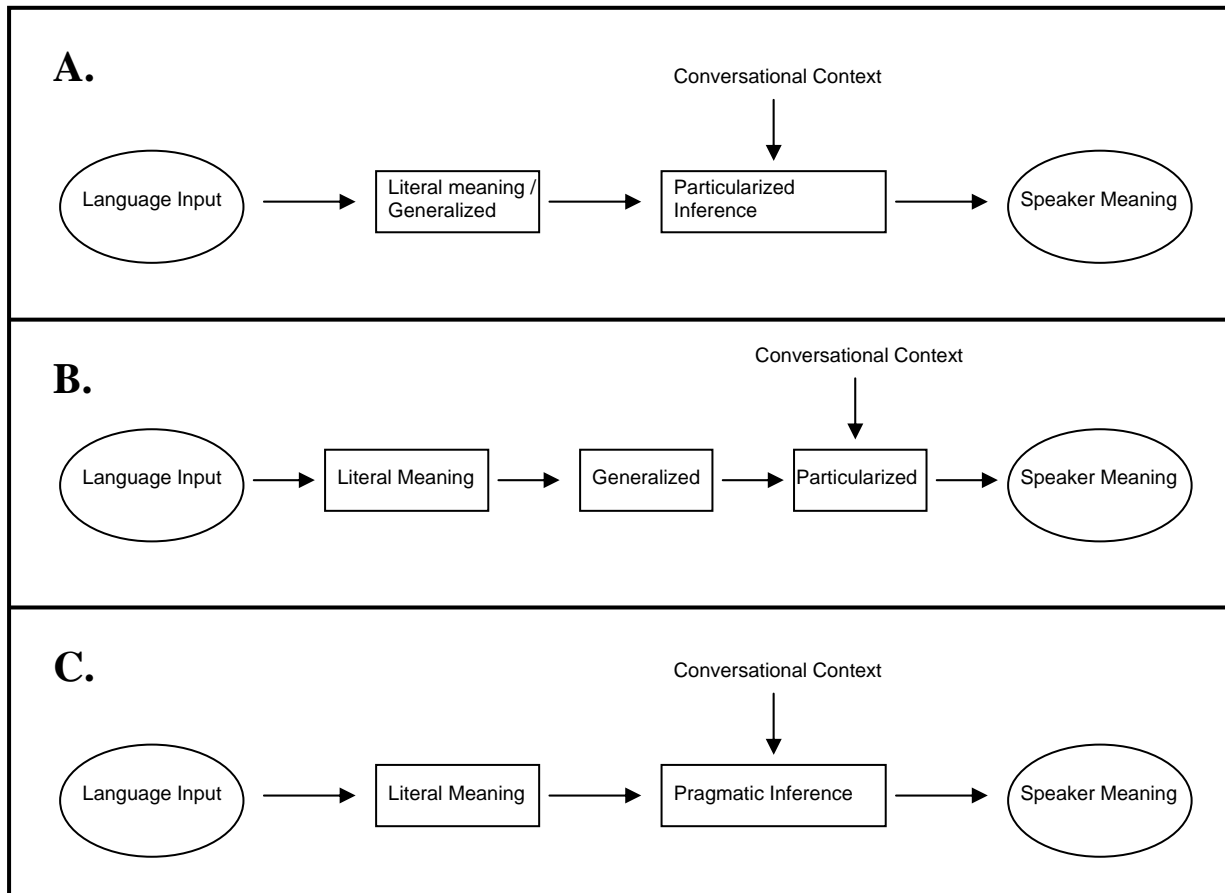 A.
Conversational Context
Language Input
Literal meaning /
Generalized
Particularized
Inference
Speaker Meaning
B.
Conversational Context
Language Input
Literal Meaning
Generalized
Particularized
Speaker Meaning
C.
Conversational Context
Language Input
Literal Meaning
Pragmatic Inference
Speaker Meaning